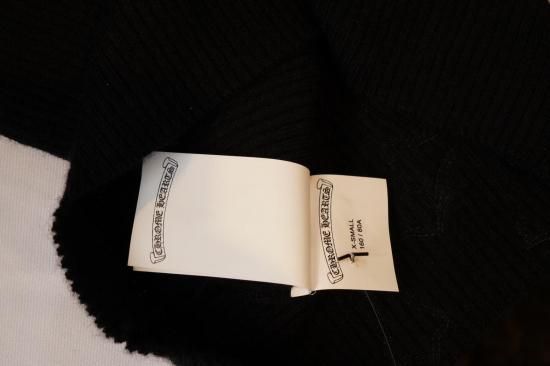 CHROME HEARTS
CHROME HEARTS
X-SMALL
160 / 80A